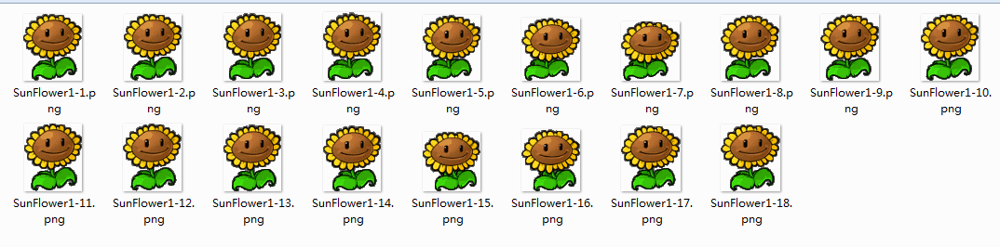 SunFlower1-1.p
ng
SunFlower1-2.p
ng
SunFlower1-3.p
ng
SunFlower1-4.p
ng
SunFlower1-5.p
ng
SunFlower1-6.p
ng
SunFlower1-7.p
ng
SunFlower1-8.p
ng
SunFlower1-9.p
ng
SunFlower1-10.
png
SunFlower1-11.
png
SunFlower1-12.
png
SunFlower1-13.
png
SunFlower1-14.
png
SunFlower1-15.
png
SunFlower1-16.
png
SunFlower1-17.
png
SunFlower1-18.
png